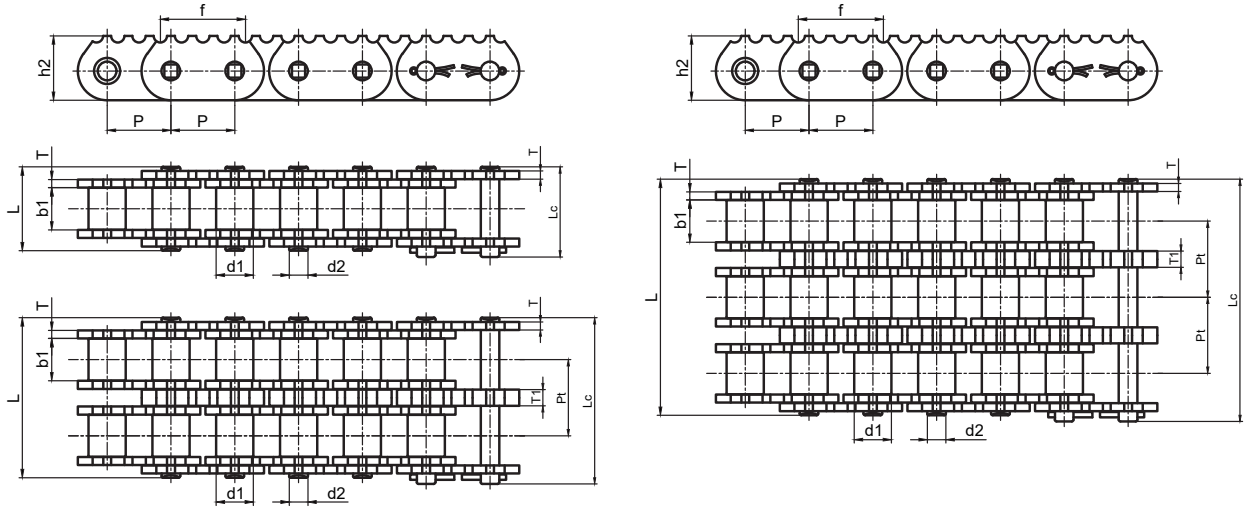 f
h2
P P
T T
L b1 Lc
d1 d2
T T
L b1 T1 Pt Lc
d1 d2
f
h2
P P
T T
b1
L T1 Pt Lc
Pt
d1 d2